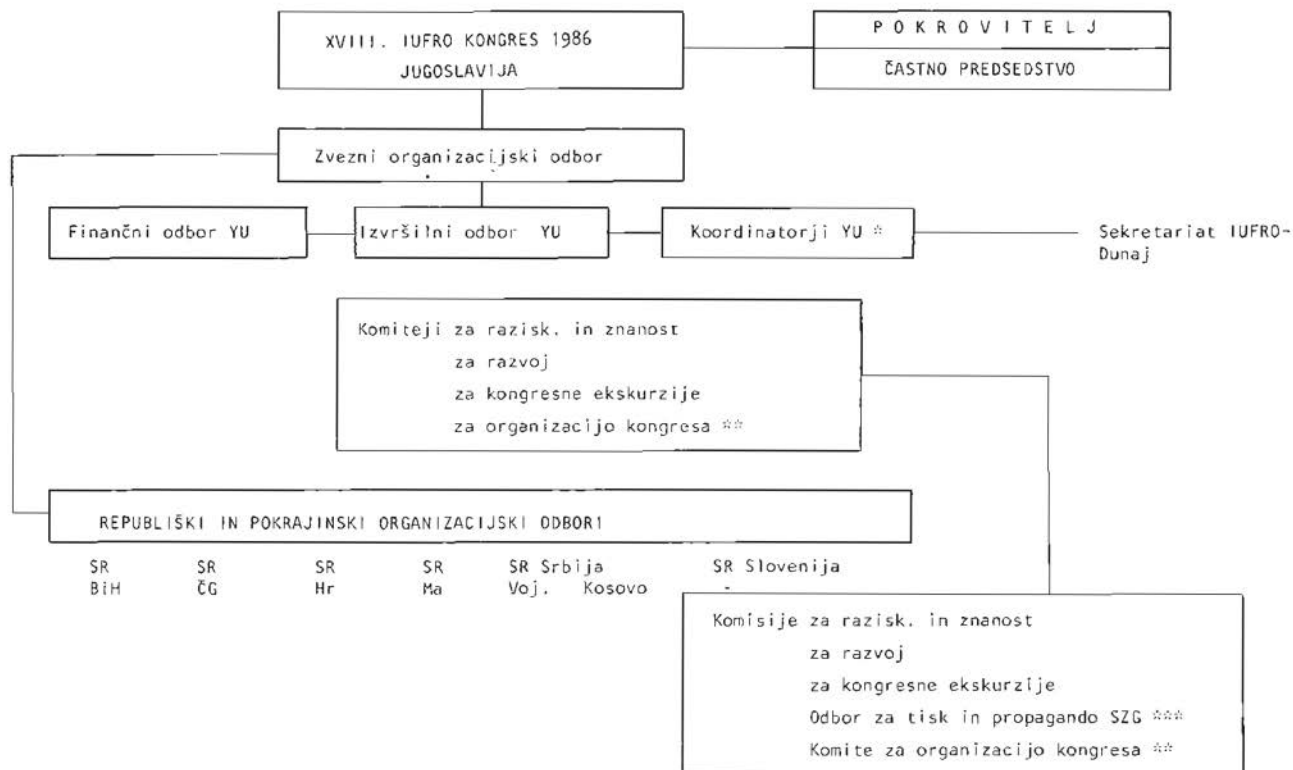 XVIII. IUFRO KONGRES 1986
JUGOSLAVIJA
POKROVITELJ
ČASTNO PREDSEDSTVO
Zvezni organizacijski odbor
Finančni odbor YU
Izvršilni odbor YU
Koordinatorji YU *
Sekretariat IUFRO-
Dunaj
Komiteji za razisk. in znanost
za razvoj
za kongresne ekskurzije
za organizacijo kongresa **
REPUBLIŠKI IN POKRAJINSKI ORGANIZACIJSKI ODBORI
SR SR SR SR SR Srbija SR Slovenija
BiH ČG Hr Ma Voj. Kosovo -
Komisije za razisk. in znanost
za razvoj
za kongresne ekskurzije
Odbor za tisk in propagando SZG ***
Komite za organizacijo kongresa **